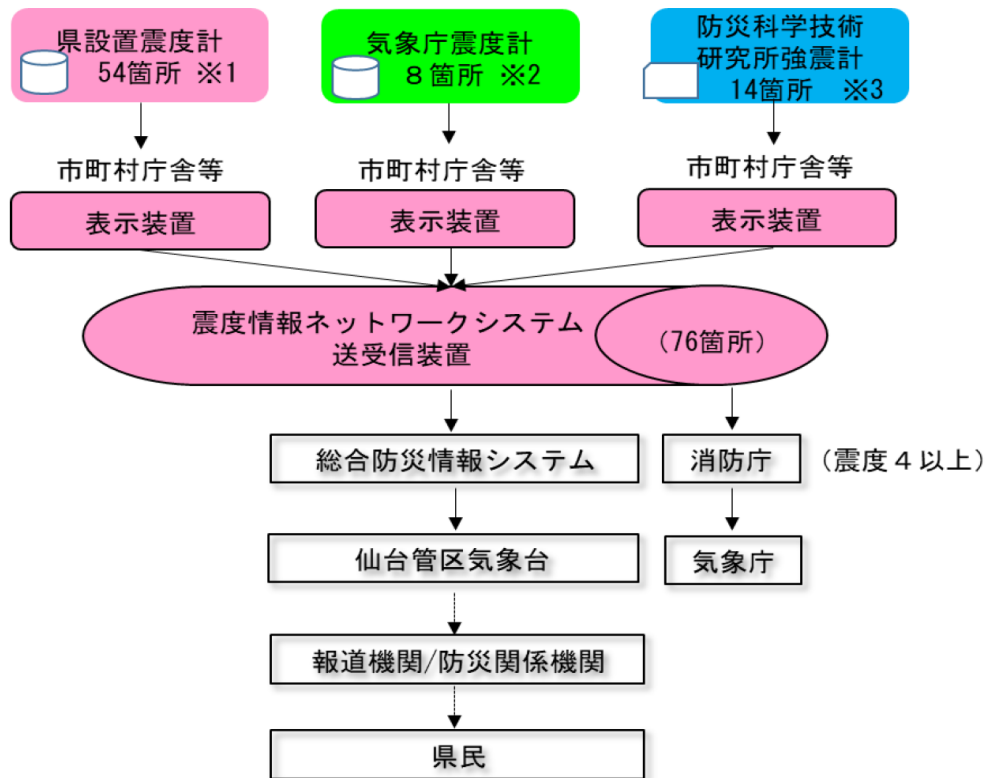 県設置震度計
54箇所 ※1
気象庁震度計
８箇所 ※2
防災科学技術
研究所強震計
14箇所 ※3
市町村庁舎等
市町村庁舎等
市町村庁舎等
表示装置
表示装置
表示装置
震度情報ネットワークシステム
送受信装置
（76箇所）
総合防災情報システム
消防庁
（震度４以上）
仙台管区気象台
気象庁
報道機関/防災関係機関
県民